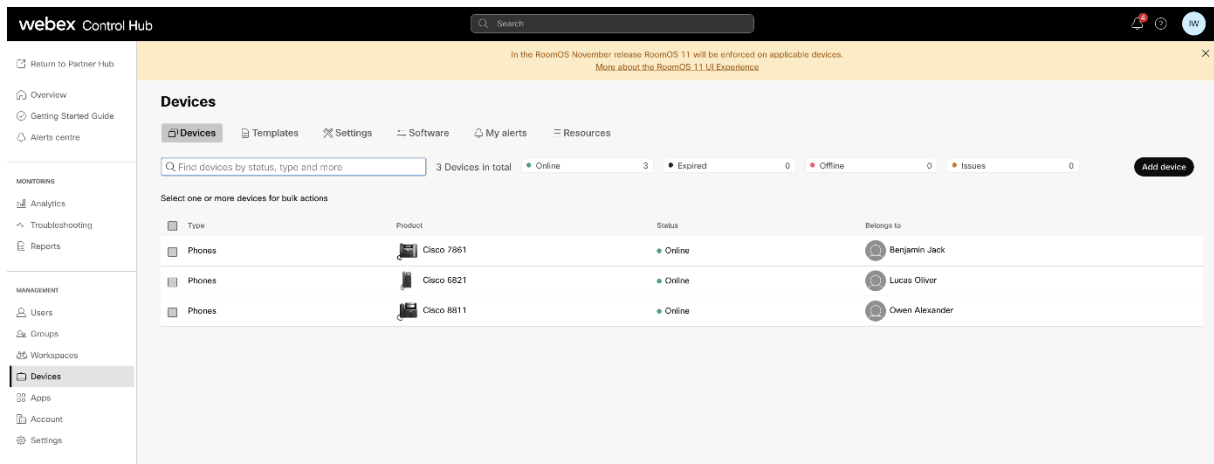 webex Control Hub
Search
4
IW
In the RoomOS November release RoomOS 11 will be enforced on applicable devices.
More about the RoomOS 11 UI Experience
Return to Partner Hub
Overview
Getting Started Guide
Alerts centre
MONITORING
Analytics
Troubleshooting
Reports
MANAGEMENT
Users
Groups
Workspaces
Devices
Apps
Account
Settings
Devices
Devices Templates Settings Software My alerts Resources
Find devices by status, type and more 3 Devices in total Online 3 Expired 0 Offline 0 Issues 0 Add device
Select one or more devices for bulk actions
Type Product Status Belongs to
Phones Cisco 7861 Online Benjamin Jack
Phones Cisco 6821 Online Lucas Oliver
Phones Cisco 8811 Online Owen Alexander